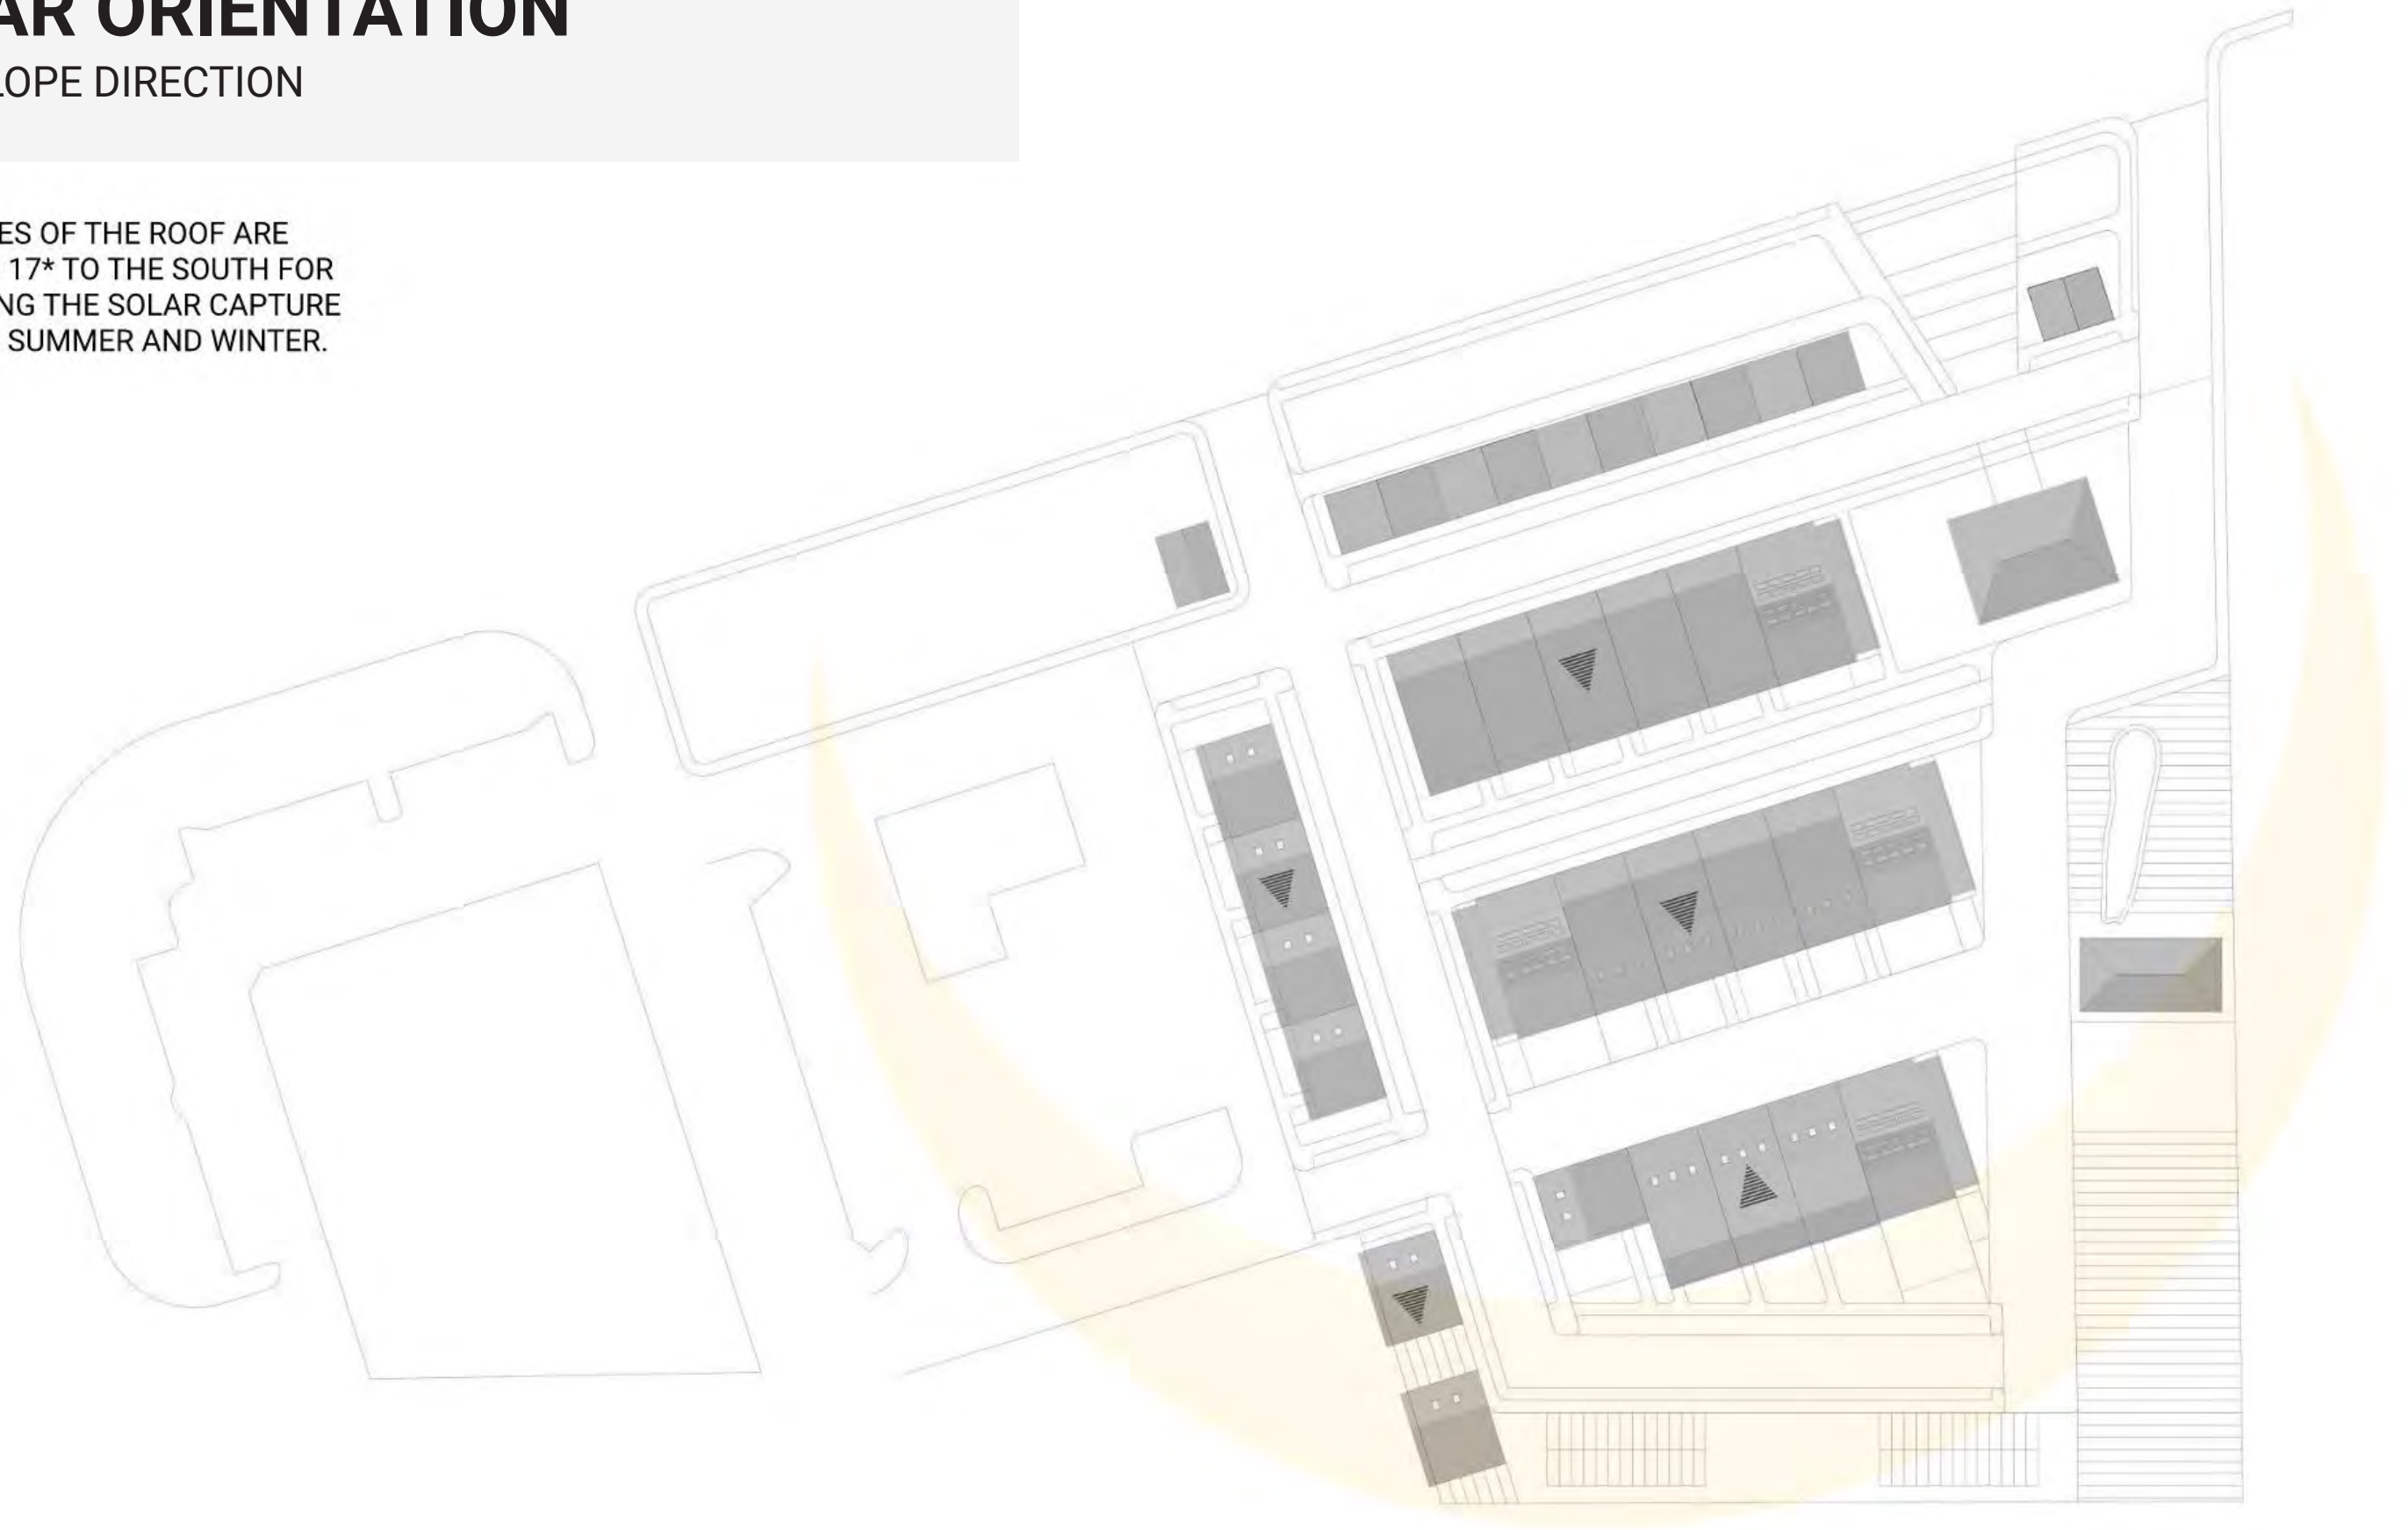 AR ORIENTATION
LOPE DIRECTION
ES OF THE ROOF ARE
17* TO THE SOUTH FOR
NG THE SOLAR CAPTURE
SUMMER AND WINTER.